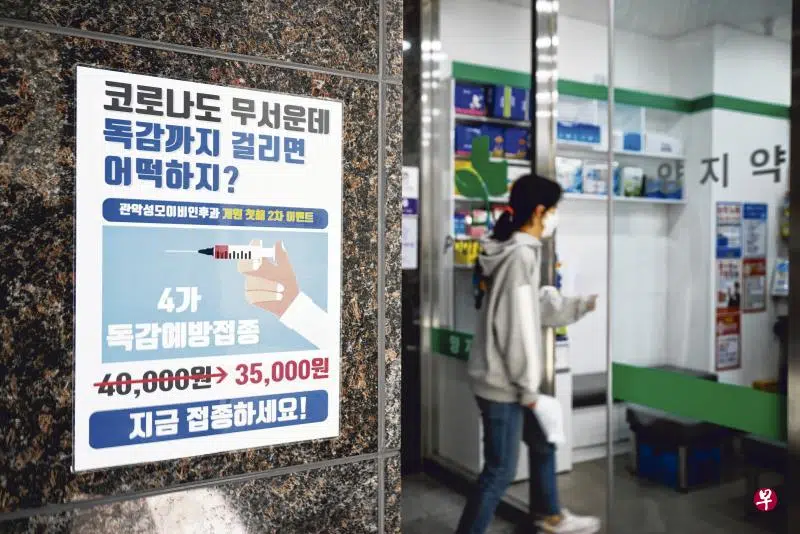 코로나도 무서운데
독감까지 걸리면
어떡하지?
관악성모이비인후과 개원 첫해 2차 이벤트
4가
독감예방접종
40,000원→ 35,000원
지금 접종하세요!
지약
早